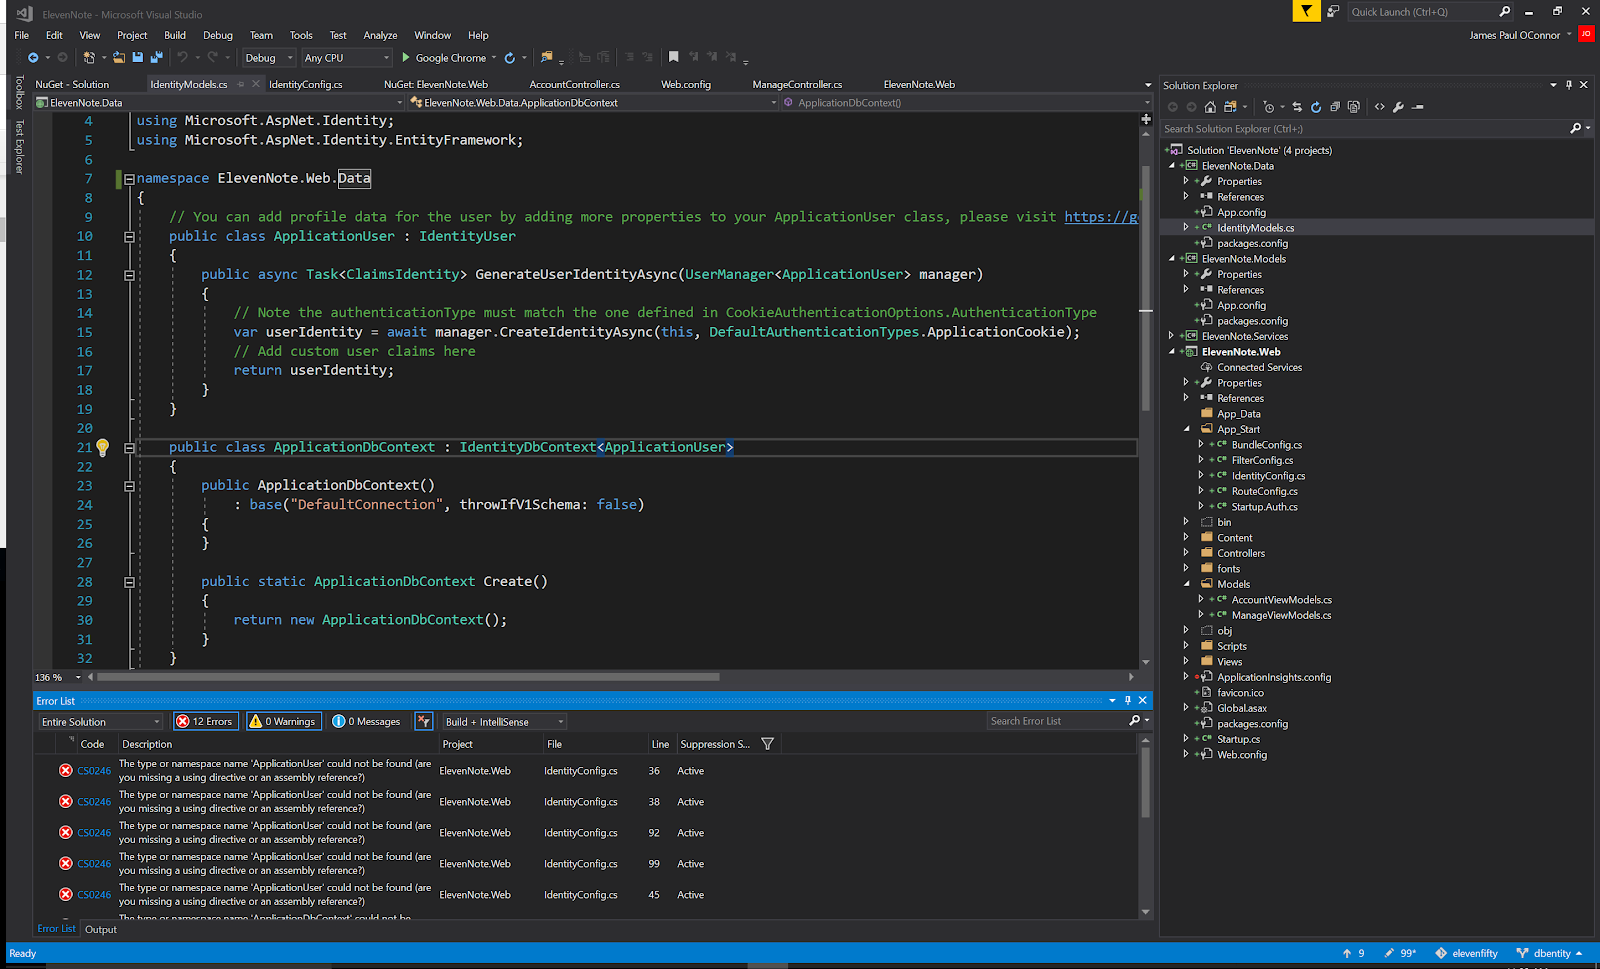 ElevenNote - Microsoft Visual Studio
Quick Launch (Ctrl+Q)
File Edit View Project Build Debug Team Tools Test Analyze Window Help
James Paul OConnor
JO
Debug Any CPU Google Chrome
Toolbox
Test Explorer
NuGet - Solution IdentityModels.cs IdentityConfig.cs NuGet: ElevenNote.Web AccountController.cs Web.config ManageController.cs ElevenNote.Web
ElevenNote.Data ElevenNote.Web.Data.ApplicationDbContext ApplicationDbContext()
4 using Microsoft.AspNet.Identity;
5 using Microsoft.AspNet.Identity.EntityFramework;
6
7 namespace ElevenNote.Web.Data
8 {
9 // You can add profile data for the user by adding more properties to your ApplicationUser class, please visit https://g
10 public class ApplicationUser : IdentityUser
11 {
12 public async Task<ClaimsIdentity> GenerateUserIdentityAsync(UserManager<ApplicationUser> manager)
13 {
14 // Note the authenticationType must match the one defined in CookieAuthenticationOptions.AuthenticationType
15 var userIdentity = await manager.CreateIdentityAsync(this, DefaultAuthenticationTypes.ApplicationCookie);
16 // Add custom user claims here
17 return userIdentity;
18 }
19 }
20
21 public class ApplicationDbContext : IdentityDbContext<ApplicationUser>
22 {
23 public ApplicationDbContext()
24 : base("DefaultConnection", throwIfV1Schema: false)
25 {
26 }
27
28 public static ApplicationDbContext Create()
29 {
30 return new ApplicationDbContext();
31 }
32 }
136 %
Error List
Entire Solution 12 Errors 0 Warnings 0 Messages Build + IntelliSense Search Error List
Code Description Project File Line Suppression S...
CS0246 The type or namespace name 'ApplicationUser' could not be found (are you missing a using directive or an assembly reference?) ElevenNote.Web IdentityConfig.cs 36 Active
CS0246 The type or namespace name 'ApplicationUser' could not be found (are you missing a using directive or an assembly reference?) ElevenNote.Web IdentityConfig.cs 38 Active
CS0246 The type or namespace name 'ApplicationUser' could not be found (are you missing a using directive or an assembly reference?) ElevenNote.Web IdentityConfig.cs 92 Active
CS0246 The type or namespace name 'ApplicationUser' could not be found (are you missing a using directive or an assembly reference?) ElevenNote.Web IdentityConfig.cs 99 Active
CS0246 The type or namespace name 'ApplicationUser' could not be found (are you missing a using directive or an assembly reference?) ElevenNote.Web IdentityConfig.cs 45 Active
The type or namespace name 'ApplicationDbContext' could not be
Error List Output
Solution Explorer
Search Solution Explorer (Ctrl+;)
Solution 'ElevenNote' (4 projects)
ElevenNote.Data
Properties
References
App.config
IdentityModels.cs
packages.config
ElevenNote.Models
Properties
References
App.config
packages.config
ElevenNote.Services
ElevenNote.Web
Connected Services
Properties
References
App_Data
App_Start
BundleConfig.cs
FilterConfig.cs
IdentityConfig.cs
RouteConfig.cs
Startup.Auth.cs
bin
Content
Controllers
fonts
Models
AccountViewModels.cs
ManageViewModels.cs
obj
Scripts
Views
ApplicationInsights.config
favicon.ico
Global.asax
packages.config
Startup.cs
Web.config
Ready 9 99* elevenfifty dbentity